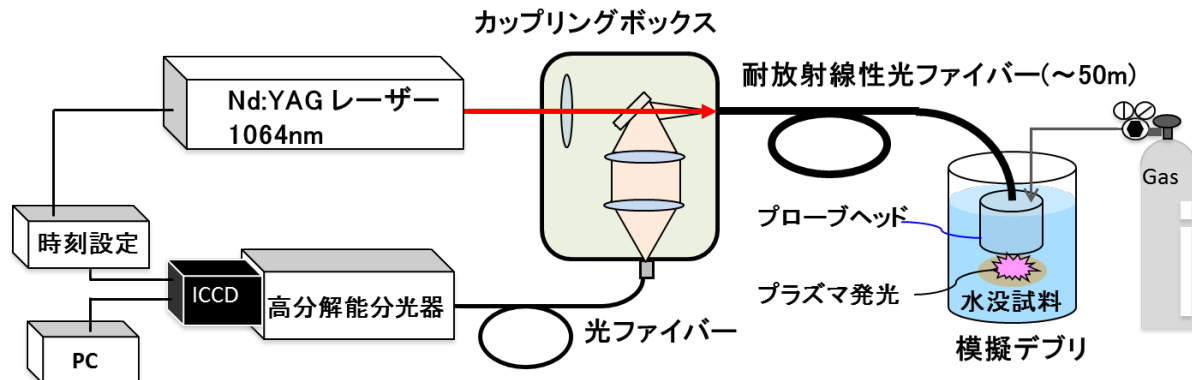 カップリングボックス
耐放射線性光ファイバー(～50m)
Nd:YAG レーザー
1064nm
Gas
プローブヘッド
時刻設定
ICCD
高分解能分光器
プラズマ発光
水没試料
光ファイバー
模擬デブリ
PC